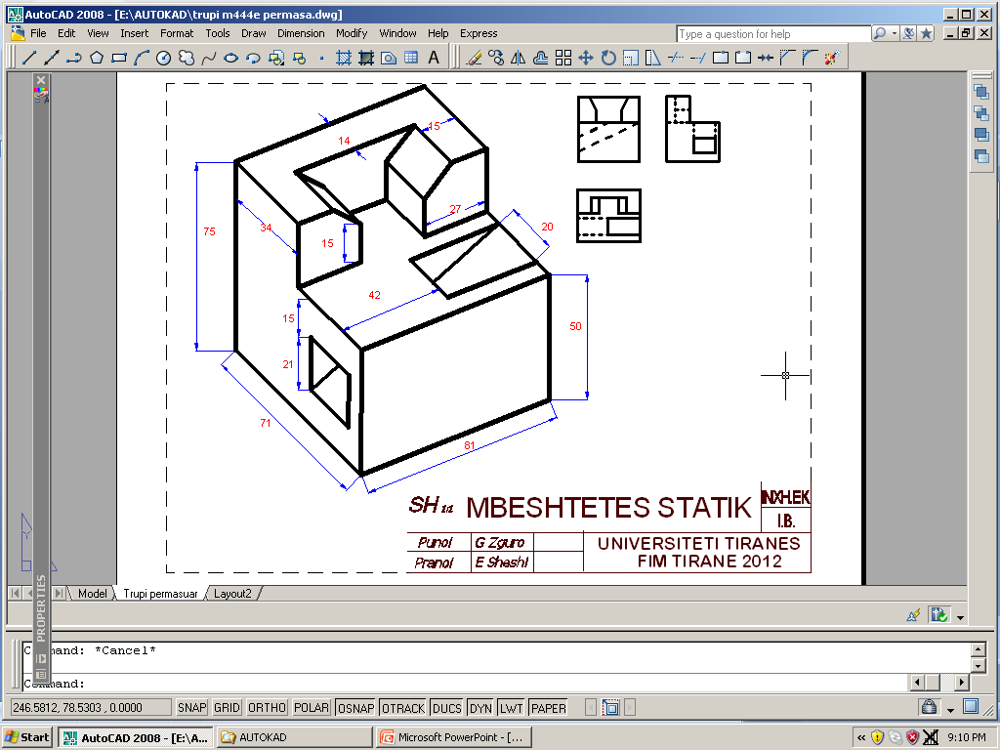 AutoCAD 2008 - [E:\AUTOKAD\trupi m444e permasa.dwg]
File Edit View Insert Format Tools Draw Dimension Modify Window Help Express
Type a question for help
A
15
14
75
34
27
15
20
42
15
50
21
71
81
SH 1:1 MBESHTETES STATIK INXH.EK
I.B.
Punoi G Zguro UNIVERSITETI TIRANES
Pranoi E Sheshi FIM TIRANE 2012
PROPERTIES
Model Trupi permasuar Layout2
Command: *Cancel*
Command:
246.5812, 78.5303 , 0.0000 SNAP GRID ORTHO POLAR OSNAP OTRACK DUCS DYN LWT PAPER
Start AutoCAD 2008 - [E:\A... AUTOKAD Microsoft PowerPoint - [... 9:10 PM